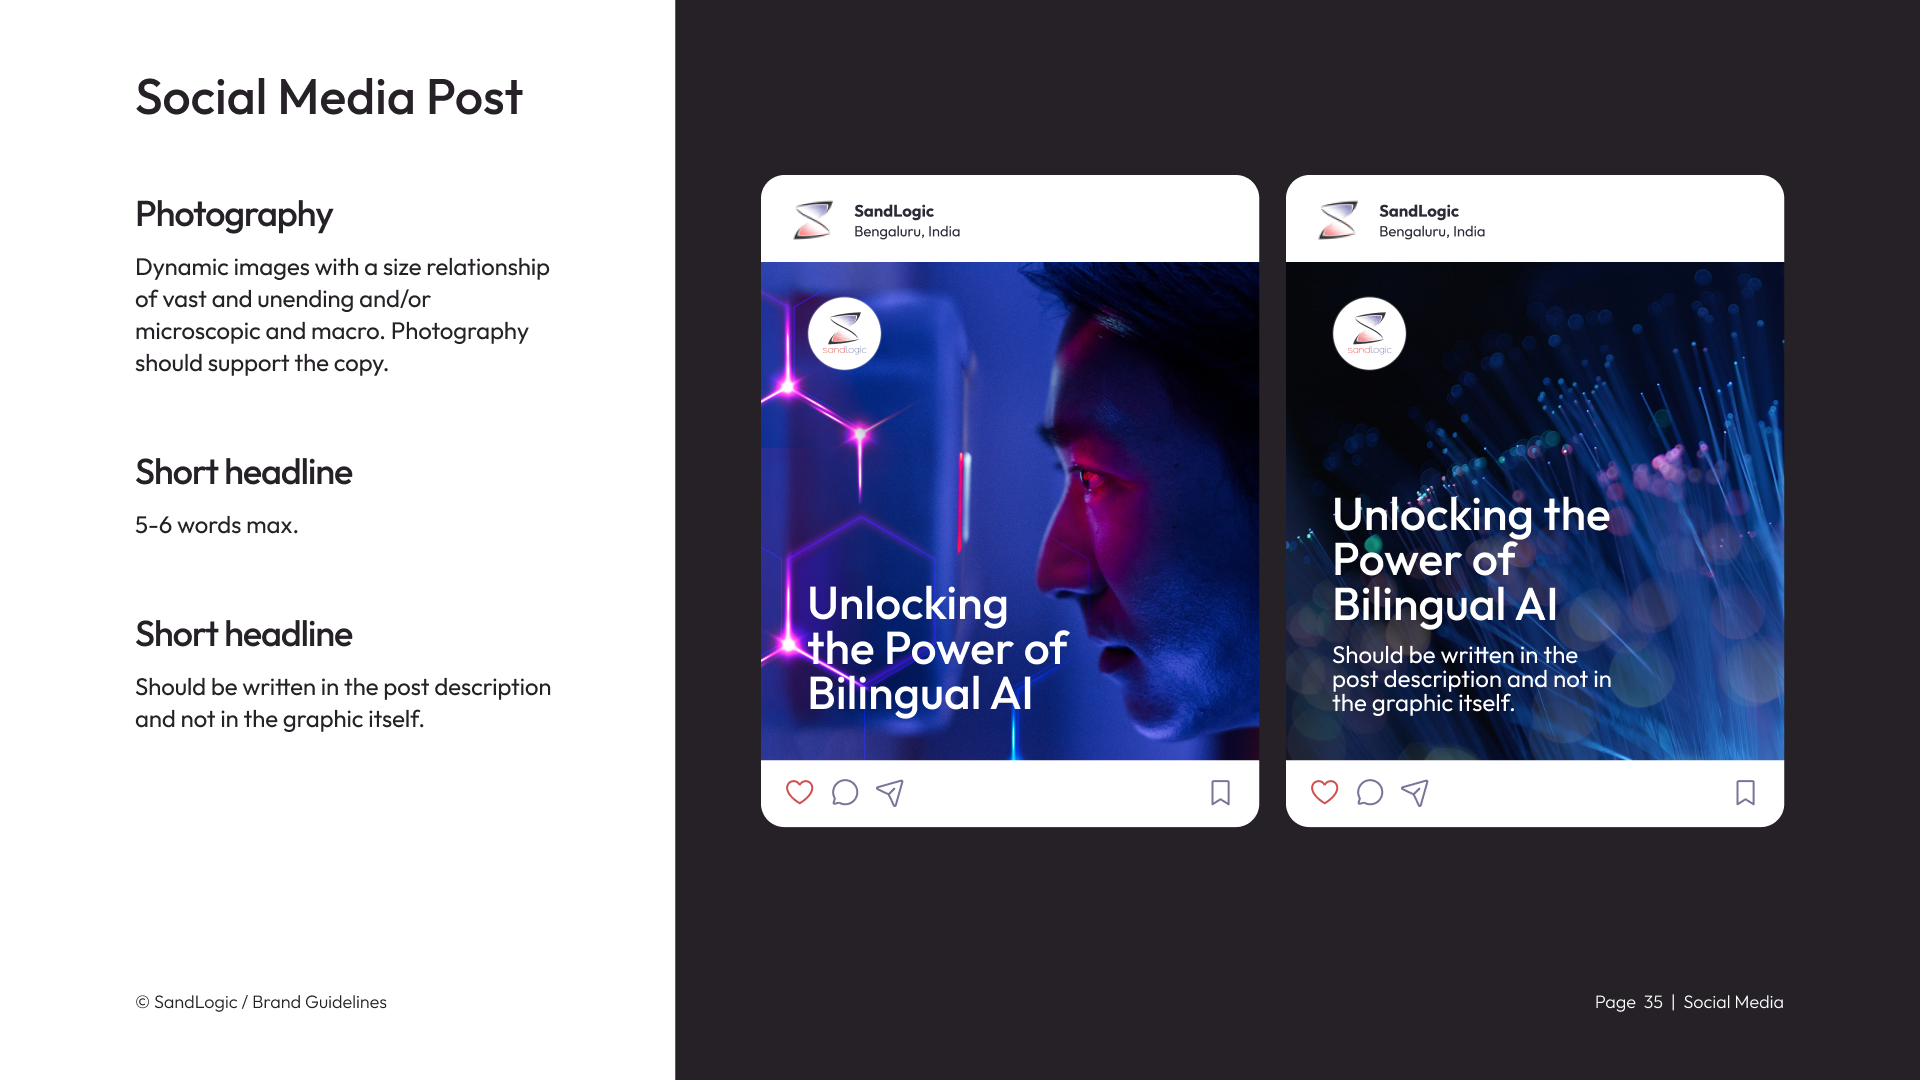 Social Media Post
Photography
Dynamic images with a size relationship
of vast and unending and/or
microscopic and macro. Photography
should support the copy.
Short headline
5-6 words max.
Short headline
Should be written in the post description
and not in the graphic itself.
© SandLogic / Brand Guidelines
SandLogic
Bengaluru, India
sandlogic
Unlocking
the Power of
Bilingual AI
SandLogic
Bengaluru, India
sandlogic
Unlocking the
Power of
Bilingual AI
Should be written in the
post description and not in
the graphic itself.
Page 35 | Social Media